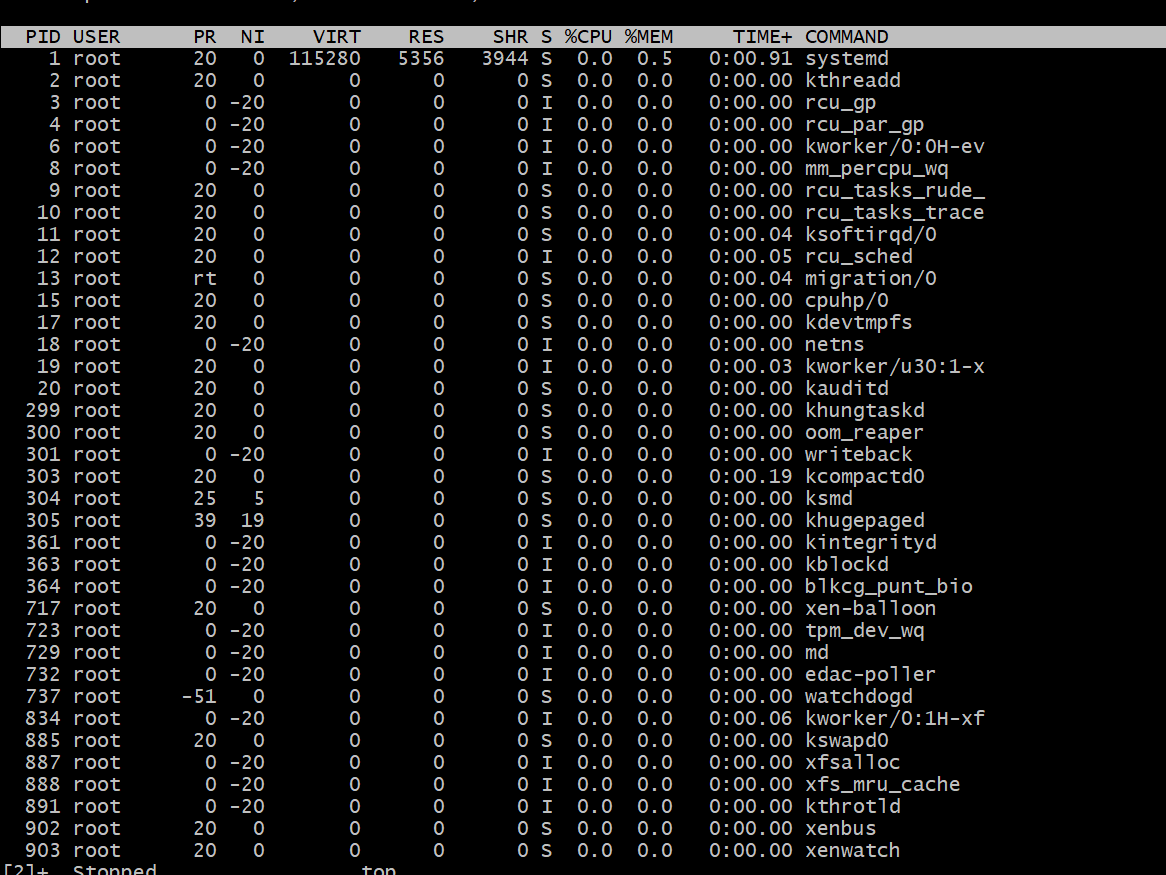 PID USER PR NI VIRT RES SHR S %CPU %MEM TIME+ COMMAND
1 root 20 0 115280 5356 3944 S 0.0 0.5 0:00.91 systemd
2 root 20 0 0 0 0 S 0.0 0.0 0:00.00 kthreadd
3 root 0 -20 0 0 0 I 0.0 0.0 0:00.00 rcu_gp
4 root 0 -20 0 0 0 I 0.0 0.0 0:00.00 rcu_par_gp
6 root 0 -20 0 0 0 I 0.0 0.0 0:00.00 kworker/0:0H-ev
8 root 0 -20 0 0 0 I 0.0 0.0 0:00.00 mm_percpu_wq
9 root 20 0 0 0 0 S 0.0 0.0 0:00.00 rcu_tasks_rude_
10 root 20 0 0 0 0 S 0.0 0.0 0:00.00 rcu_tasks_trace
11 root 20 0 0 0 0 S 0.0 0.0 0:00.04 ksoftirqd/0
12 root 20 0 0 0 0 I 0.0 0.0 0:00.05 rcu_sched
13 root rt 0 0 0 0 S 0.0 0.0 0:00.04 migration/0
15 root 20 0 0 0 0 S 0.0 0.0 0:00.00 cpuhp/0
17 root 20 0 0 0 0 S 0.0 0.0 0:00.00 kdevtmpfs
18 root 0 -20 0 0 0 I 0.0 0.0 0:00.00 netns
19 root 20 0 0 0 0 I 0.0 0.0 0:00.03 kworker/u30:1-x
20 root 20 0 0 0 0 S 0.0 0.0 0:00.00 kauditd
299 root 20 0 0 0 0 S 0.0 0.0 0:00.00 khungtaskd
300 root 20 0 0 0 0 S 0.0 0.0 0:00.00 oom_reaper
301 root 0 -20 0 0 0 I 0.0 0.0 0:00.00 writeback
303 root 20 0 0 0 0 S 0.0 0.0 0:00.19 kcompactd0
304 root 25 5 0 0 0 S 0.0 0.0 0:00.00 ksmd
305 root 39 19 0 0 0 S 0.0 0.0 0:00.00 khugepaged
361 root 0 -20 0 0 0 I 0.0 0.0 0:00.00 kintegrityd
363 root 0 -20 0 0 0 I 0.0 0.0 0:00.00 kblockd
364 root 0 -20 0 0 0 I 0.0 0.0 0:00.00 blkcg_punt_bio
717 root 20 0 0 0 0 S 0.0 0.0 0:00.00 xen-balloon
723 root 0 -20 0 0 0 I 0.0 0.0 0:00.00 tpm_dev_wq
729 root 0 -20 0 0 0 I 0.0 0.0 0:00.00 md
732 root 0 -20 0 0 0 I 0.0 0.0 0:00.00 edac-poller
737 root -51 0 0 0 0 S 0.0 0.0 0:00.00 watchdogd
834 root 0 -20 0 0 0 I 0.0 0.0 0:00.06 kworker/0:1H-xf
885 root 20 0 0 0 0 S 0.0 0.0 0:00.00 kswapd0
887 root 0 -20 0 0 0 I 0.0 0.0 0:00.00 xfsalloc
888 root 0 -20 0 0 0 I 0.0 0.0 0:00.00 xfs_mru_cache
891 root 0 -20 0 0 0 I 0.0 0.0 0:00.00 kthrotld
902 root 20 0 0 0 0 S 0.0 0.0 0:00.00 xenbus
903 root 20 0 0 0 0 S 0.0 0.0 0:00.00 xenwatch
[2]+ Stopped top